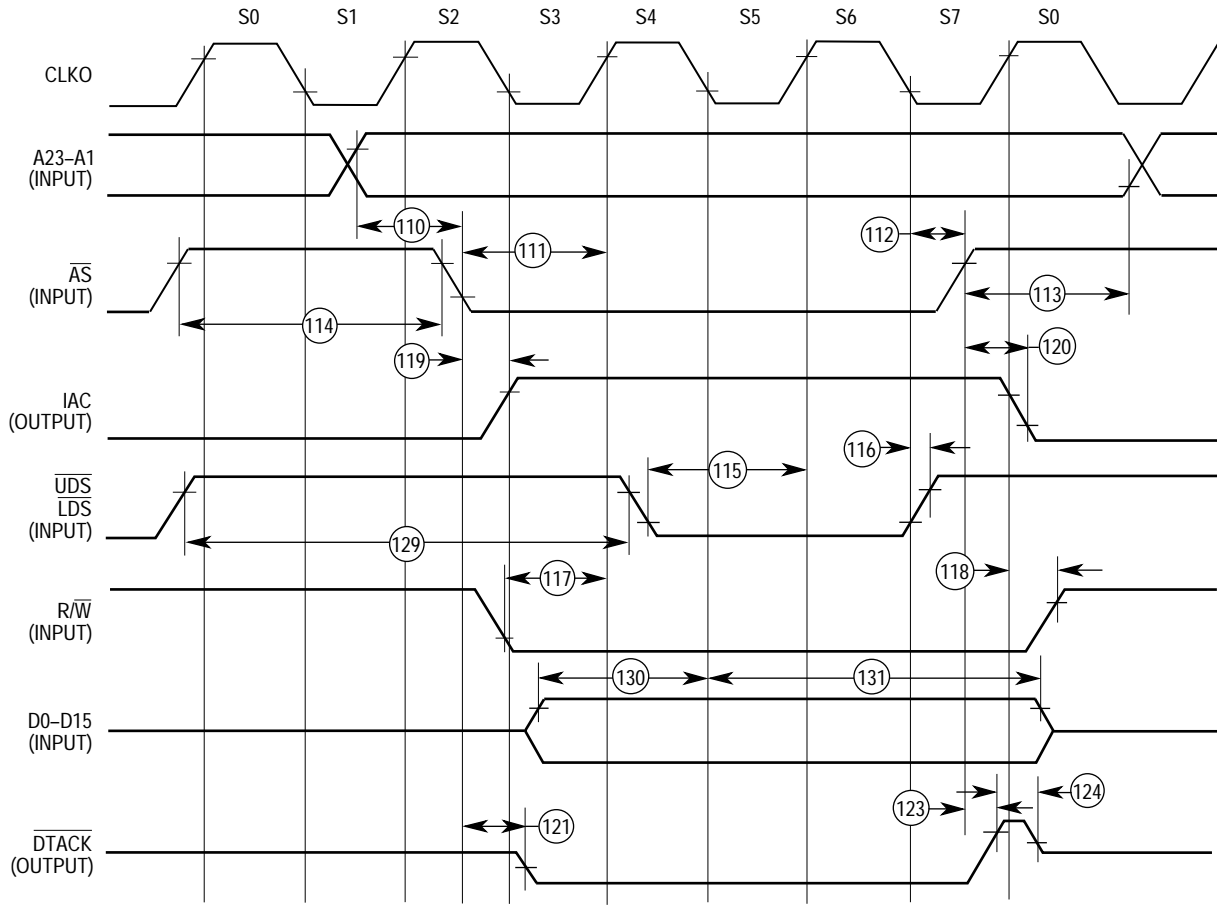 S0 S1 S2 S3 S4 S5 S6 S7 S0
CLKO
A23–A1
(INPUT)
110
111
112
AS
(INPUT)
113
114
119
120
IAC
(OUTPUT)
116
115
UDS
LDS
(INPUT)
129
117
118
R/W
(INPUT)
130
131
D0–D15
(INPUT)
124
123
121
DTACK
(OUTPUT)